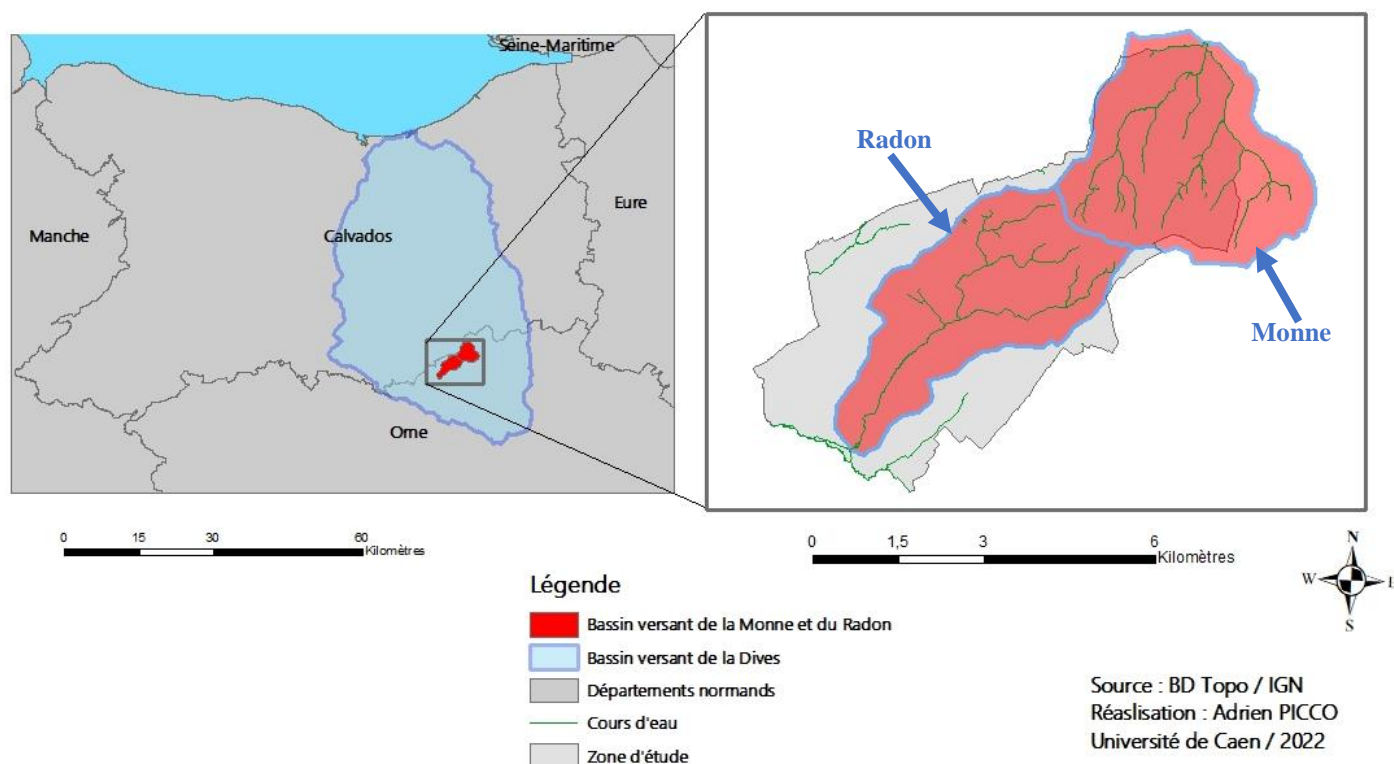 Seine-Maritime
Manche
Calvados
Eure
Orne
Radon
Monne
0 15 30 60 Kilomètres
0 1,5 3 6 Kilomètres
N
W E
S
Légende
Bassin versant de la Monne et du Radon
Bassin versant de la Dives
Départements normands
Cours d'eau
Zone d'étude
Source : BD Topo / IGN
Réaslisation : Adrien PICCO
Université de Caen / 2022